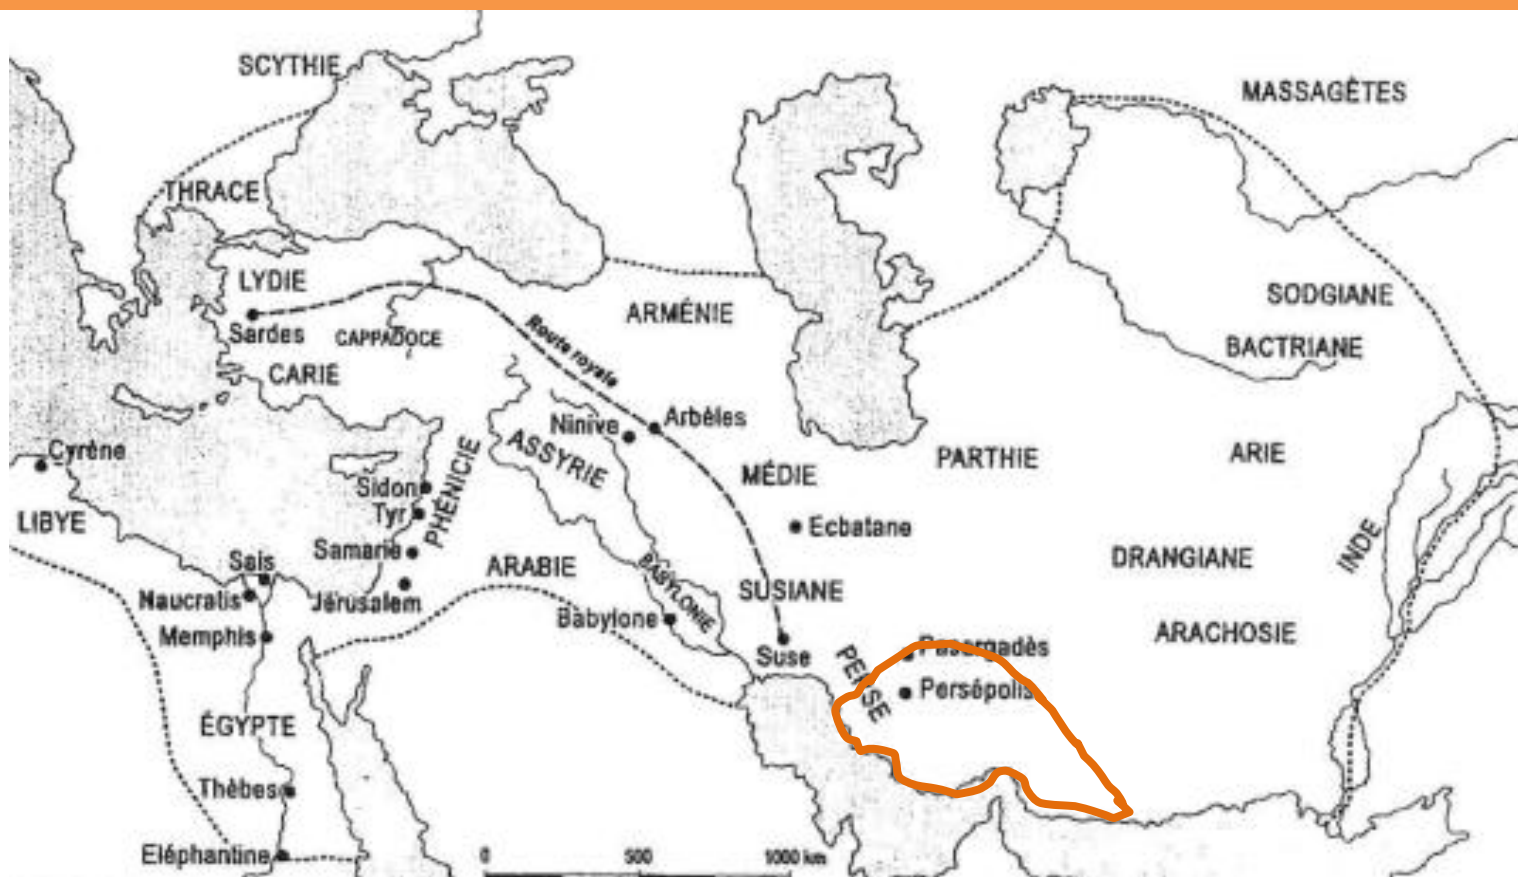 SCYTHIE
MASSAGÈTES
THRACE
LYDIE
SODGIANE
Sardes
CAPPADOCE
Route royale
ARMÉNIE
BACTRIANE
CARIE
Ninive
Arbèles
Cyrène
ASSYRIE
MÉDIE
PARTHIE
ARIE
Sidon
PHÉNICIE
Tyr
LIBYE
Ecbatane
Samarie
INDE
Sais
ARABIE
BABYLONIE
DRANGIANE
Naucratis
Jérusalem
SUSIANE
Babylone
Memphis
ARACHOSIE
Suse
PERSE
Pasargadès
Persépolis
ÉGYPTE
Thèbes
Eléphantine
0 500 1000 km